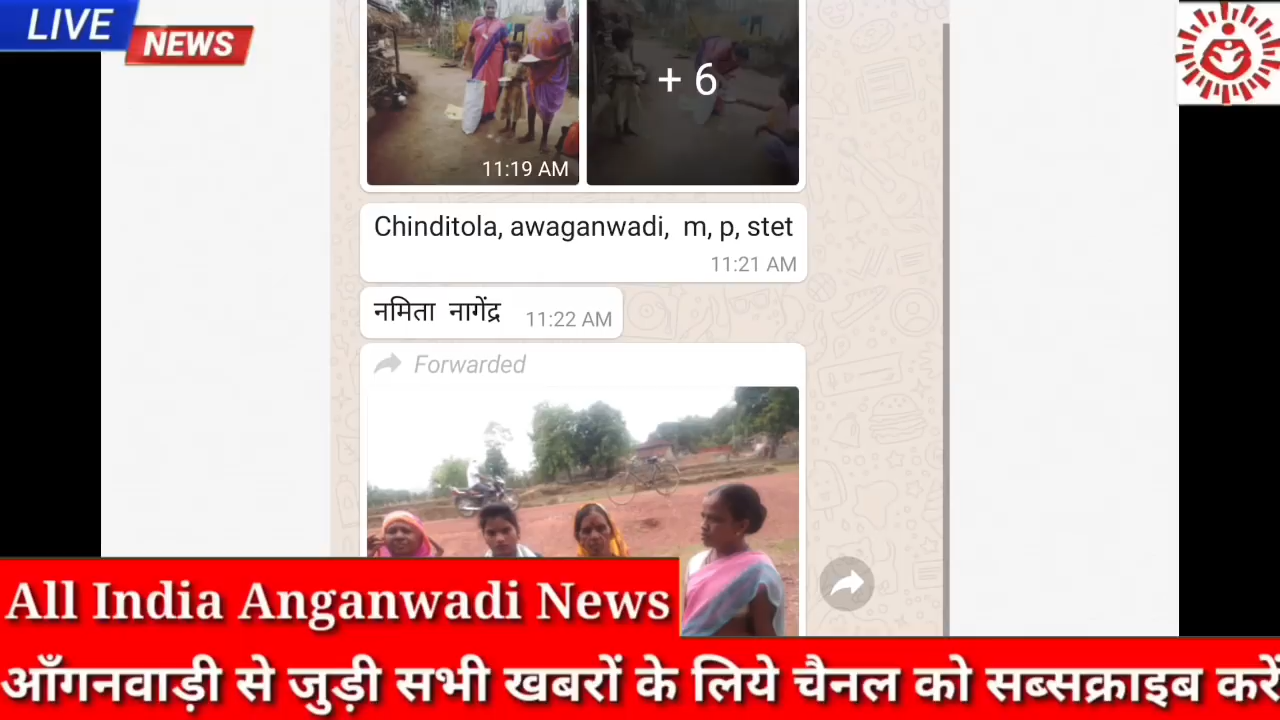 LIVE
NEWS
+ 6
11:19 AM
Chinditola, awaganwadi, m, p, stet
11:21 AM
नमिता नागेंद्र 11:22 AM
Forwarded
All India Anganwadi News
आँगनवाड़ी से जुड़ी सभी खबरों के लिये चैनल को सब्सक्राइब करें